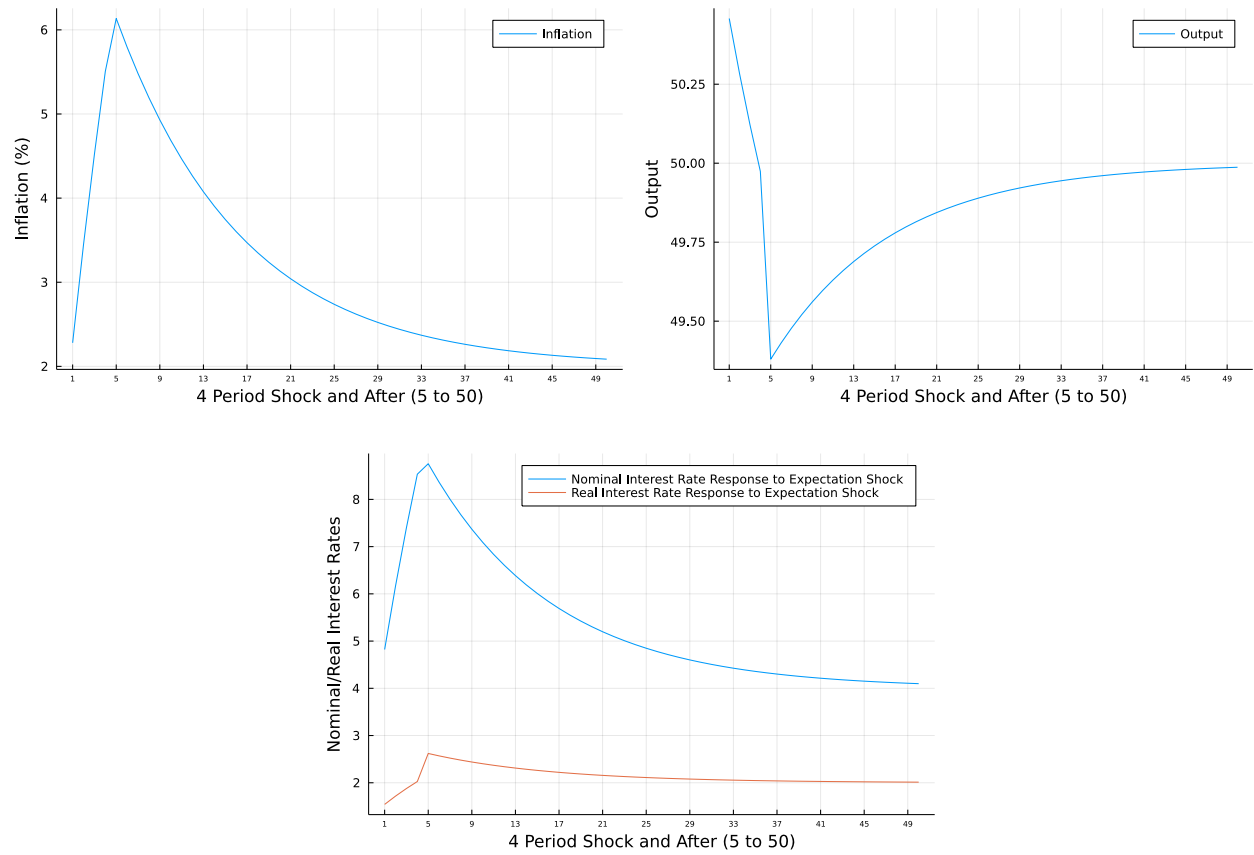 Inflation (%)
6
5
4
3
2
Inflation
1 5 9 13 17 21 25 29 33 37 41 45 49
4 Period Shock and After (5 to 50)
Output
50.25
50.00
49.75
49.50
Output
1 5 9 13 17 21 25 29 33 37 41 45 49
4 Period Shock and After (5 to 50)
Nominal/Real Interest Rates
8
7
6
5
4
3
2
Nominal Interest Rate Response to Expectation Shock
Real Interest Rate Response to Expectation Shock
1 5 9 13 17 21 25 29 33 37 41 45 49
4 Period Shock and After (5 to 50)